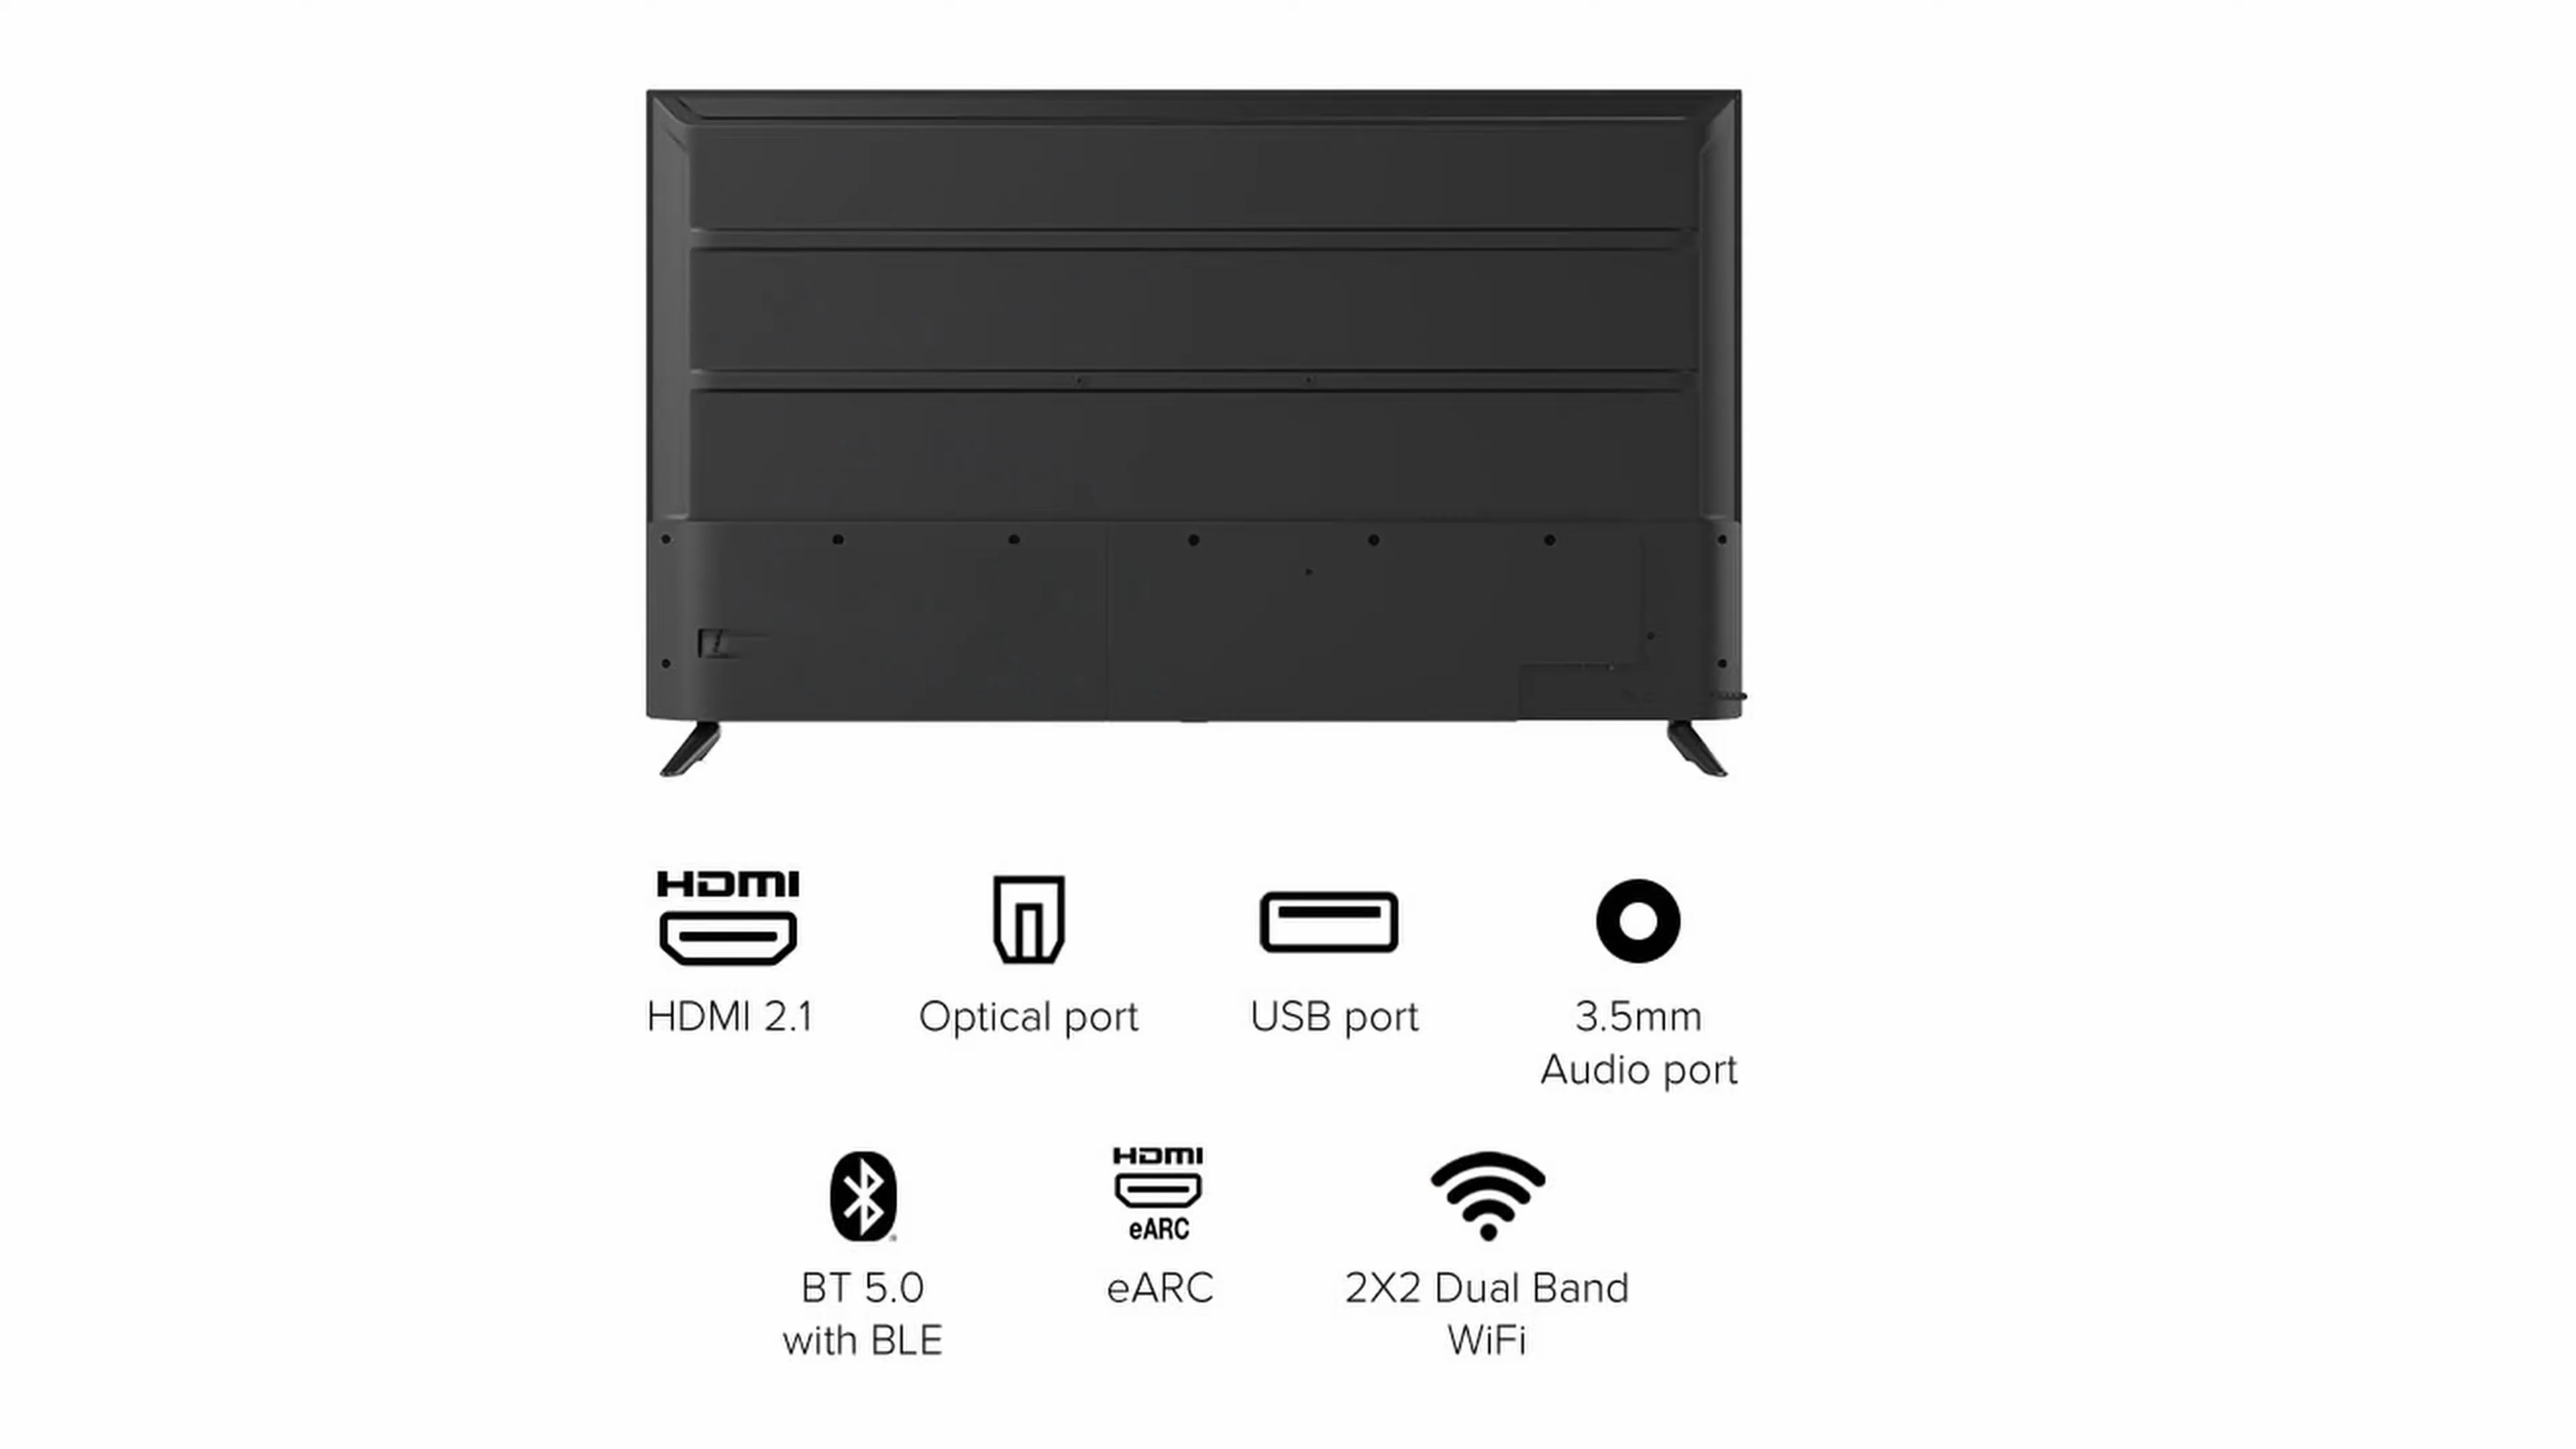 HDMI
HDMI 2.1
Optical port
USB port
3.5mm
Audio port
HDMI
eARC
BT 5.0
with BLE
eARC
2X2 Dual Band
WiFi